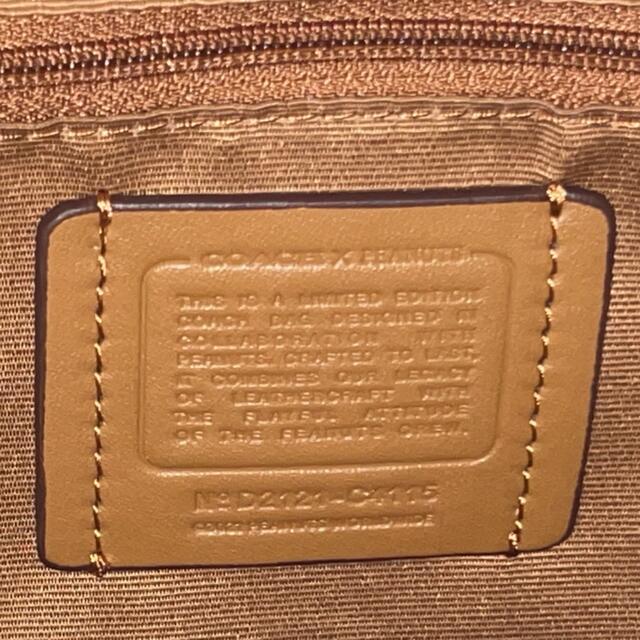 COACH X PEANUTS
THIS IS A LIMITED EDITION
COACH BAG DESIGNED IN
COLLABORATION WITH
PEANUTS. CRAFTED TO LAST,
IT COMBINES OUR LEGACY
OF LEATHERCRAFT WITH
THE PLAYFUL ATTITUDE
OF THE PEANUTS CREW.
Nº D2121-C4115
PEANUTS WORLDWIDE